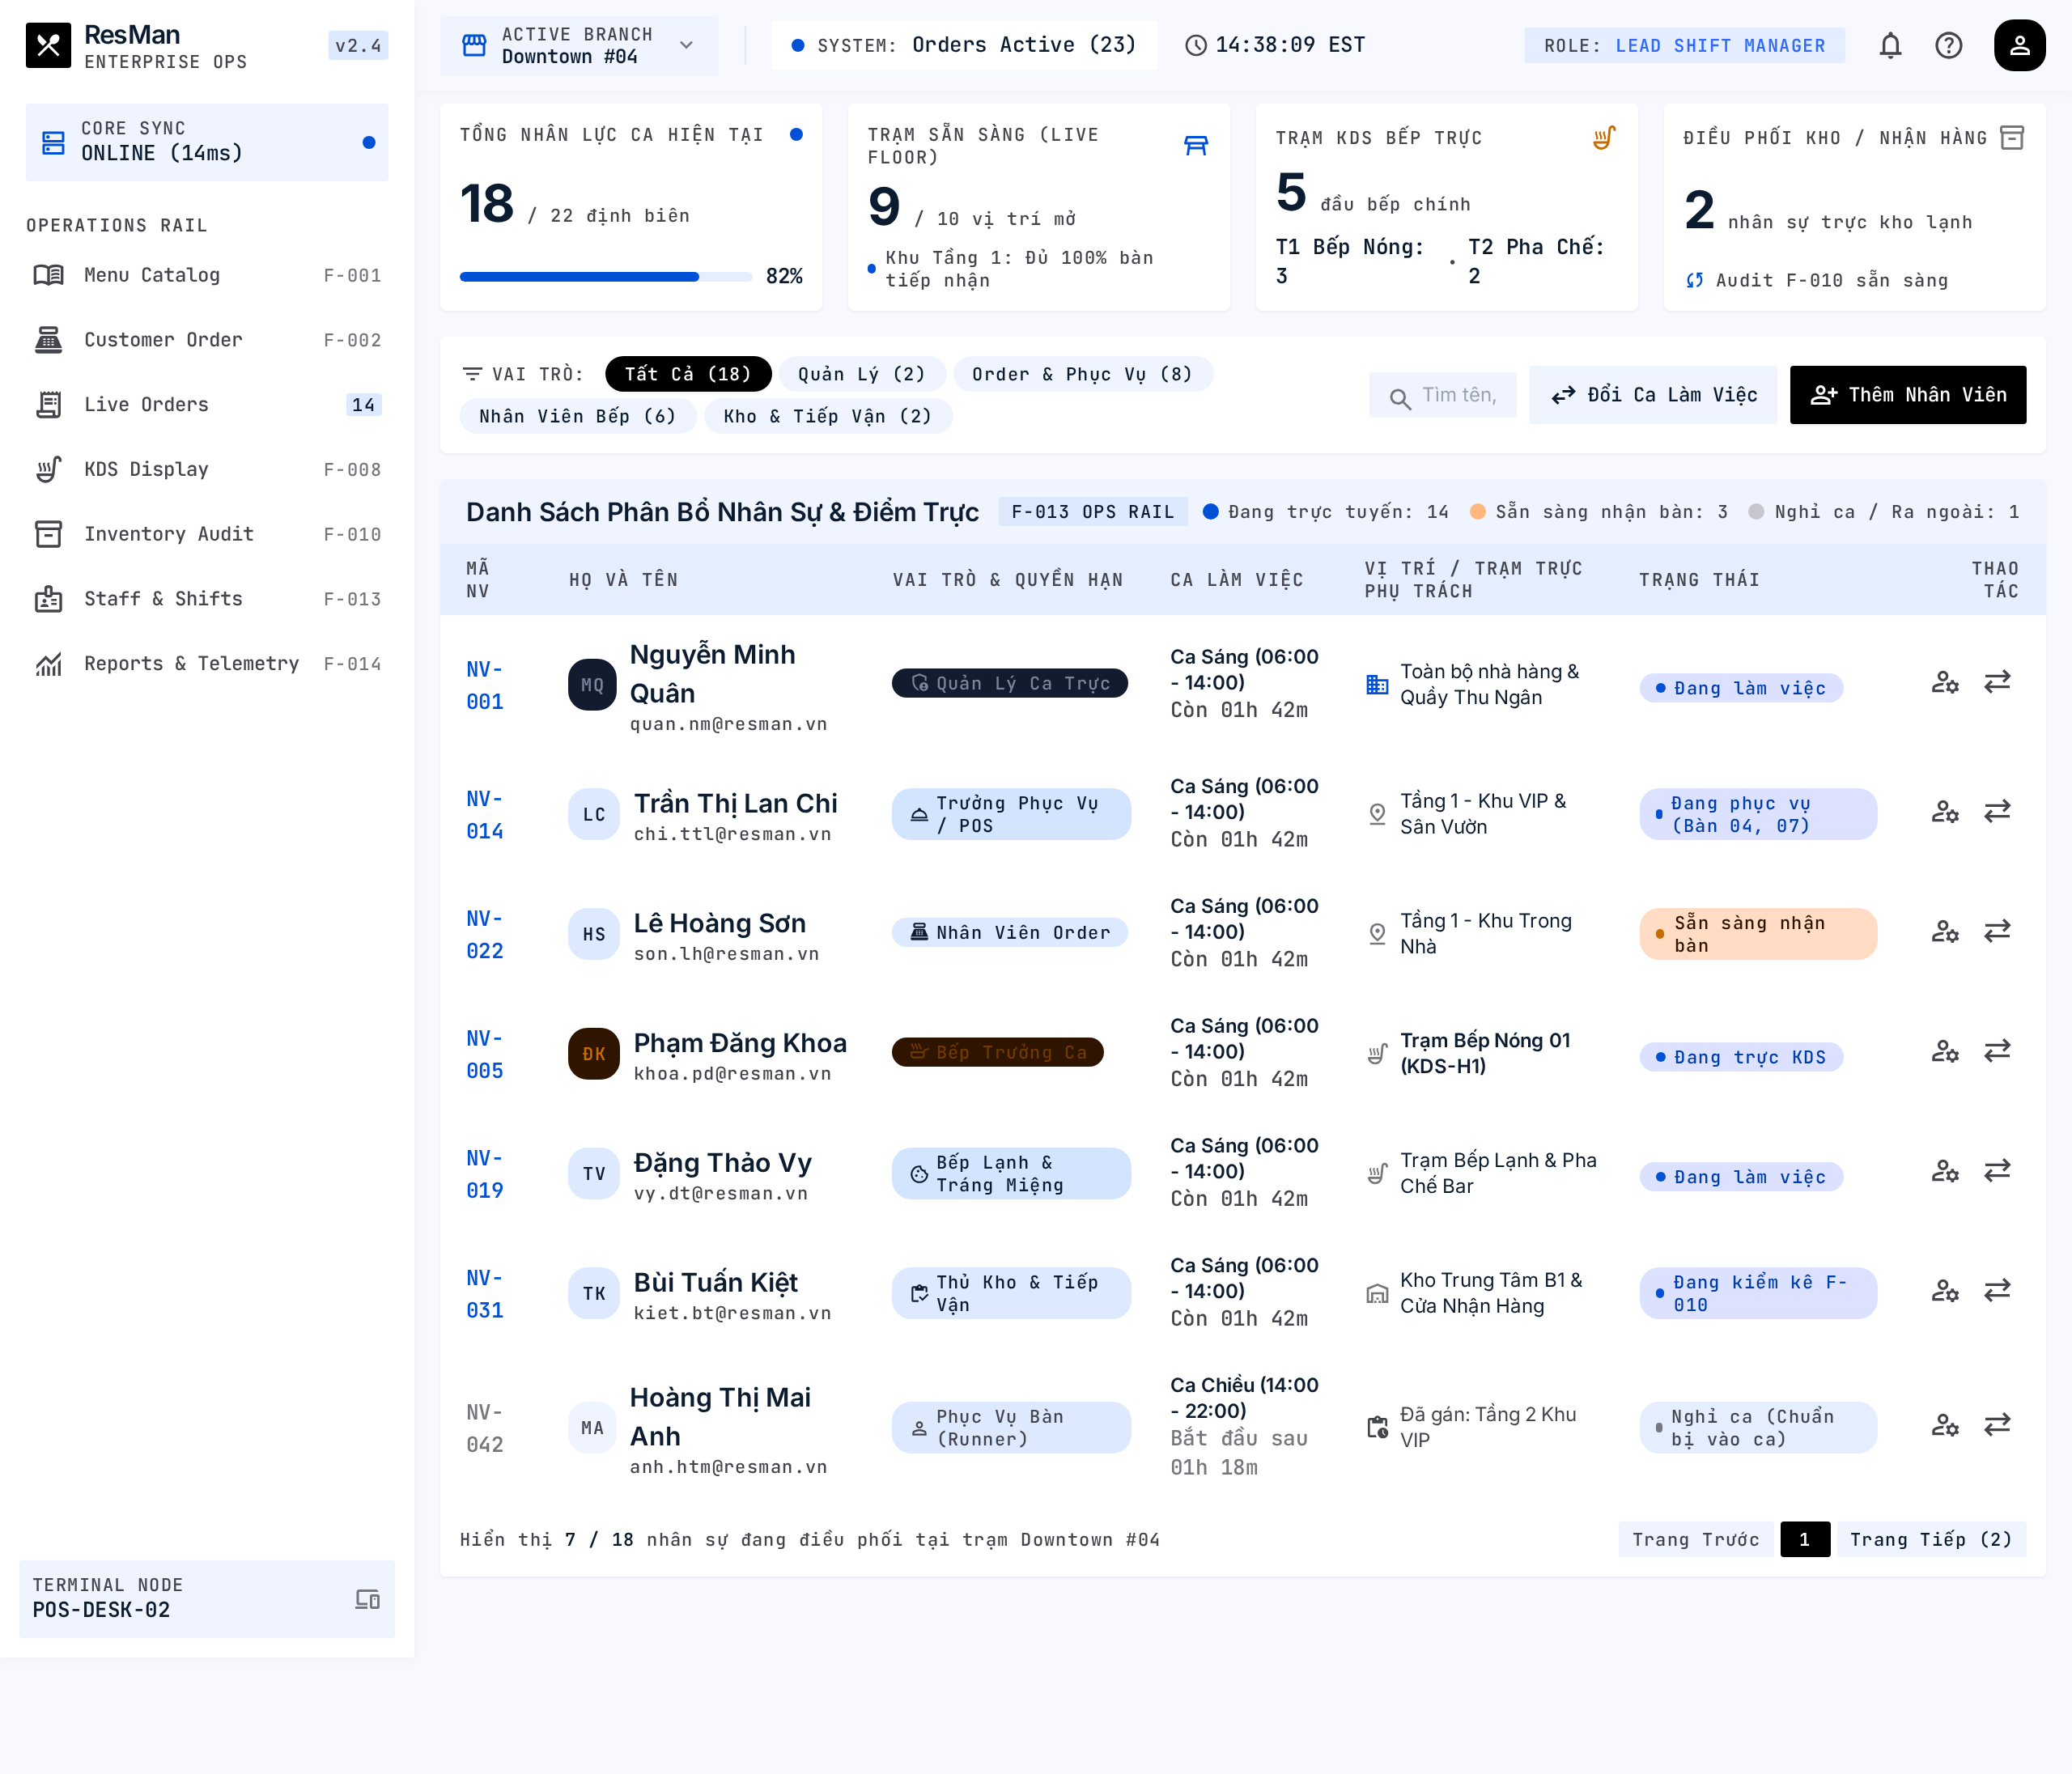 ResMan
ENTERPRISE OPS
v2.4
CORE SYNC
ONLINE (14ms)
OPERATIONS RAIL
Menu Catalog F-001
Customer Order F-002
Live Orders 14
KDS Display F-008
Inventory Audit F-010
Staff & Shifts F-013
Reports & Telemetry F-014
TERMINAL NODE
POS-DESK-02
ACTIVE BRANCH
Downtown #04
SYSTEM: Orders Active (23)
14:38:09 EST
ROLE: LEAD SHIFT MANAGER
TỔNG NHÂN LỰC CA HIỆN TẠI
18 / 22 định biên
82%
TRẠM SẴN SÀNG (LIVE
FLOOR)
9 / 10 vị trí mở
Khu Tầng 1: Đủ 100% bàn
tiếp nhận
TRẠM KDS BẾP TRỰC
5 đầu bếp chính
T1 Bếp Nóng:
3
•
T2 Pha Chế:
2
ĐIỀU PHỐI KHO / NHẬN HÀNG
2 nhân sự trực kho lạnh
Audit F-010 sẵn sàng
VAI TRÒ: Tất Cả (18) Quản Lý (2) Order & Phục Vụ (8)
Nhân Viên Bếp (6) Kho & Tiếp Vận (2)
Tìm tên,
Đổi Ca Làm Việc
Thêm Nhân Viên
Danh Sách Phân Bổ Nhân Sự & Điểm Trực
F-013 OPS RAIL
Đang trực tuyến: 14
Sẵn sàng nhận bàn: 3
Nghỉ ca / Ra ngoài: 1
MÃ
NV
HỌ VÀ TÊN
VAI TRÒ & QUYỀN HẠN
CA LÀM VIỆC
VỊ TRÍ / TRẠM TRỰC
PHỤ TRÁCH
TRẠNG THÁI
THAO
TÁC
NV-
001
MQ
Nguyễn Minh
Quân
quan.nm@resman.vn
Quản Lý Ca Trực
Ca Sáng (06:00
- 14:00)
Còn 01h 42m
Toàn bộ nhà hàng &
Quầy Thu Ngân
Đang làm việc
NV-
014
LC
Trần Thị Lan Chi
chi.ttl@resman.vn
Trưởng Phục Vụ
/ POS
Ca Sáng (06:00
- 14:00)
Còn 01h 42m
Tầng 1 - Khu VIP &
Sân Vườn
Đang phục vụ
(Bàn 04, 07)
NV-
022
HS
Lê Hoàng Sơn
son.lh@resman.vn
Nhân Viên Order
Ca Sáng (06:00
- 14:00)
Còn 01h 42m
Tầng 1 - Khu Trong
Nhà
Sẵn sàng nhận
bàn
NV-
005
ĐK
Phạm Đăng Khoa
khoa.pd@resman.vn
Bếp Trưởng Ca
Ca Sáng (06:00
- 14:00)
Còn 01h 42m
Trạm Bếp Nóng 01
(KDS-H1)
Đang trực KDS
NV-
019
TV
Đặng Thảo Vy
vy.dt@resman.vn
Bếp Lạnh &
Tráng Miệng
Ca Sáng (06:00
- 14:00)
Còn 01h 42m
Trạm Bếp Lạnh & Pha
Chế Bar
Đang làm việc
NV-
031
TK
Bùi Tuấn Kiệt
kiet.bt@resman.vn
Thủ Kho & Tiếp
Vận
Ca Sáng (06:00
- 14:00)
Còn 01h 42m
Kho Trung Tâm B1 &
Cửa Nhận Hàng
Đang kiểm kê F-
010
NV-
042
MA
Hoàng Thị Mai
Anh
anh.htm@resman.vn
Phục Vụ Bàn
(Runner)
Ca Chiều (14:00
- 22:00)
Bắt đầu sau
01h 18m
Đã gán: Tầng 2 Khu
VIP
Nghỉ ca (Chuẩn
bị vào ca)
Hiển thị 7 / 18 nhân sự đang điều phối tại trạm Downtown #04
Trang Trước 1 Trang Tiếp (2)